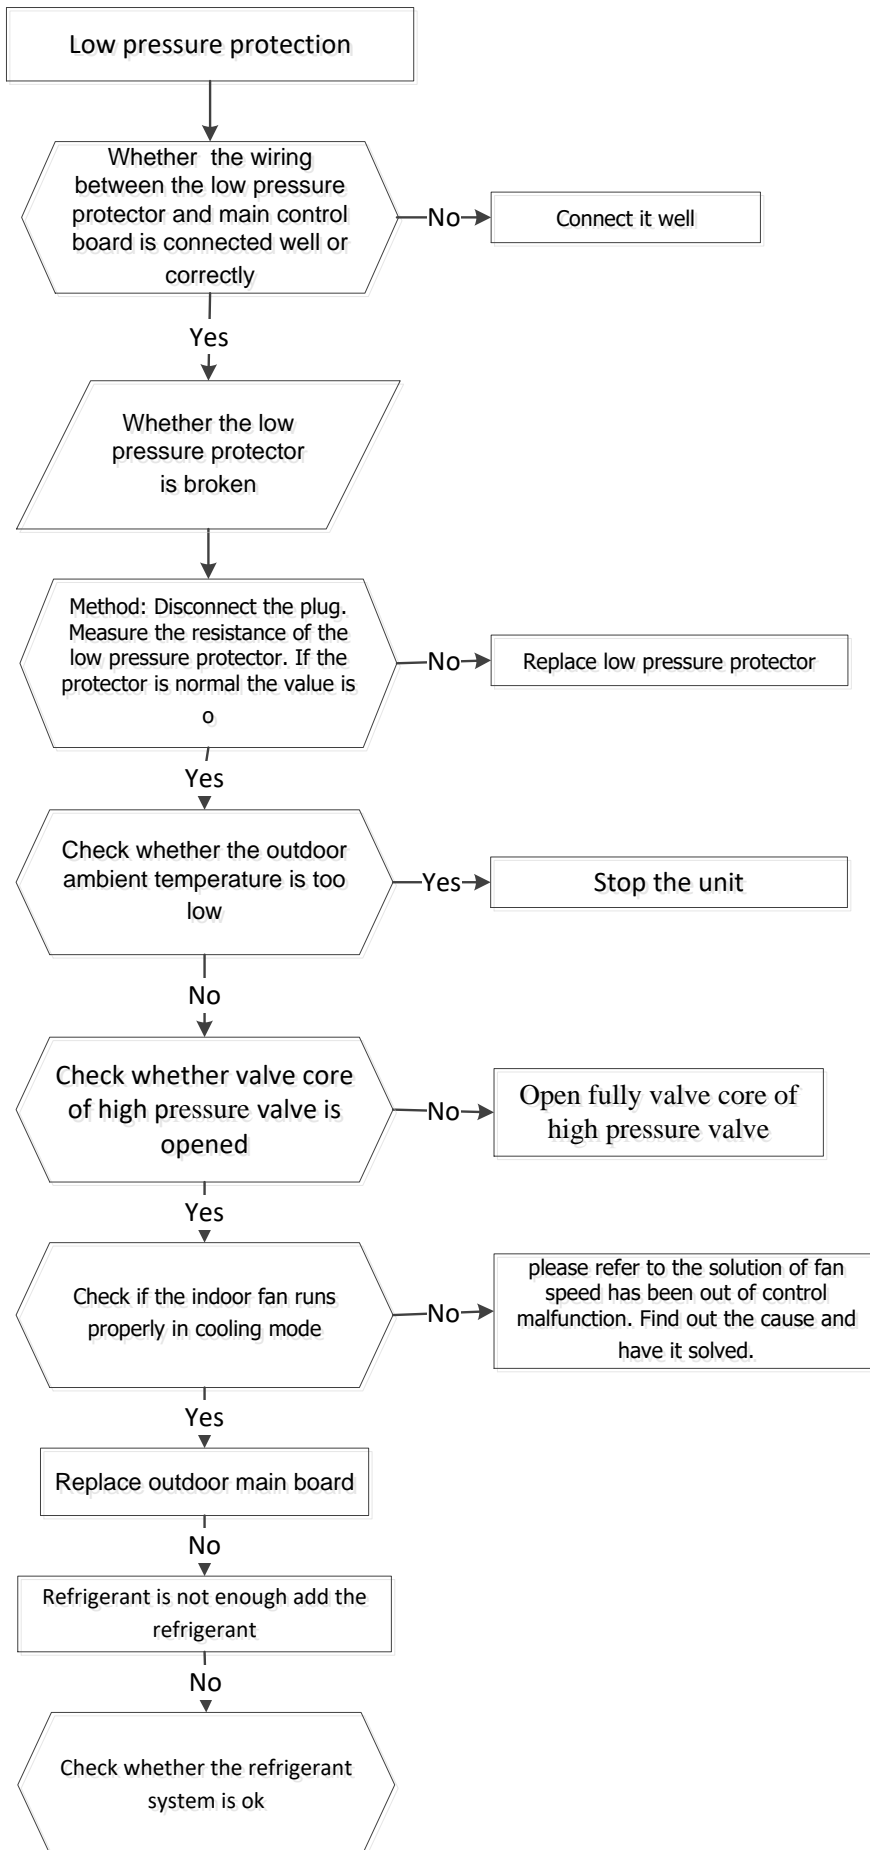 Low pressure protection
Whether the wiring
between the low pressure
protector and main control
board is connected well or
correctly
No
Connect it well
Yes
Whether the low
pressure protector
is broken
Method: Disconnect the plug.
Measure the resistance of the
low pressure protector. If the
protector is normal the value is
o
No
Replace low pressure protector
Yes
Check whether the outdoor
ambient temperature is too
low
Yes
Stop the unit
No
Check whether valve core
of high pressure valve is
opened
No
Open fully valve core of
high pressure valve
Yes
Check if the indoor fan runs
properly in cooling mode
No
please refer to the solution of fan
speed has been out of control
malfunction. Find out the cause and
have it solved.
Yes
Replace outdoor main board
No
Refrigerant is not enough add the
refrigerant
No
Check whether the refrigerant
system is ok